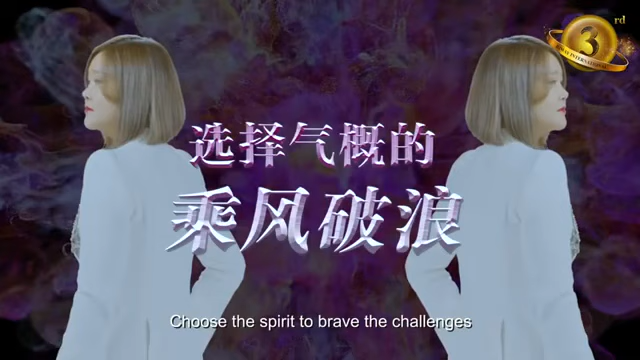 3rd
选择气概的
乘风破浪
Choose the spirit to brave the challenges